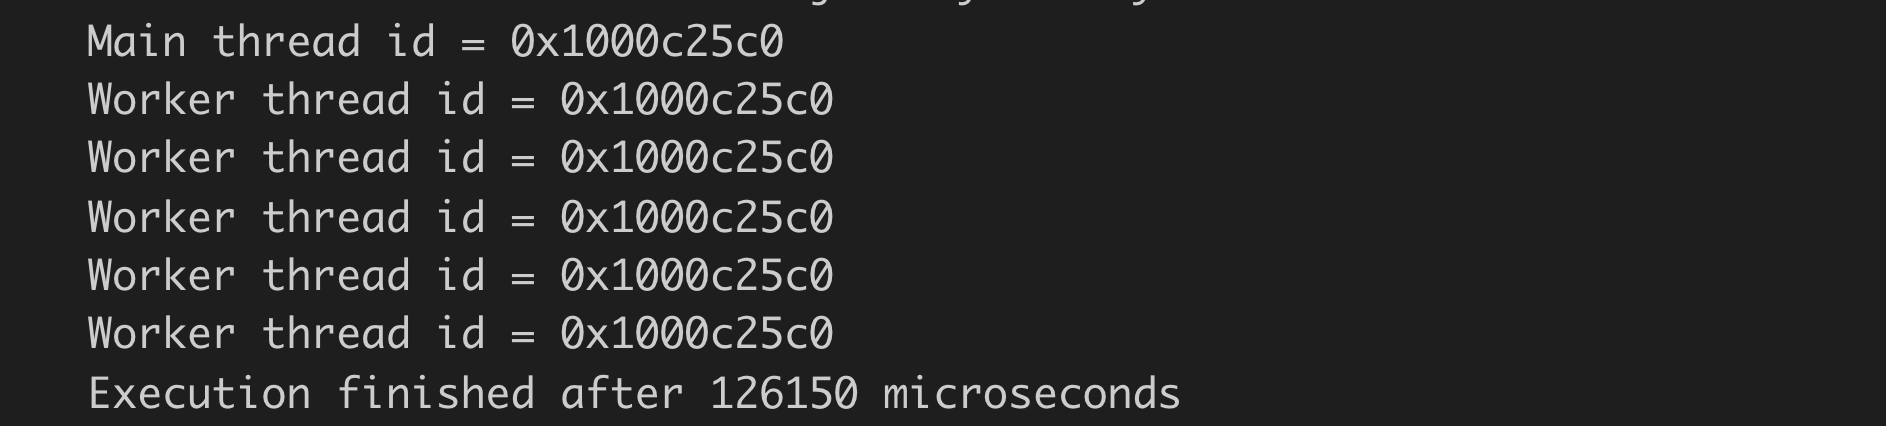 Main thread id = 0x1000c25c0
Worker thread id = 0x1000c25c0
Worker thread id = 0x1000c25c0
Worker thread id = 0x1000c25c0
Worker thread id = 0x1000c25c0
Worker thread id = 0x1000c25c0
Execution finished after 126150 microseconds